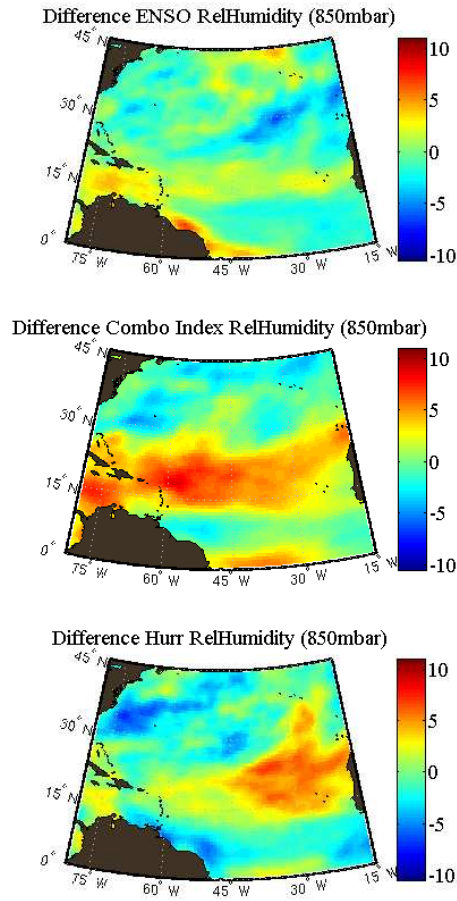 Difference ENSO RelHumidity (850mbar)
45° N
30° N
15° N
0°
75° W
60° W
45° W
30° W
15° W
10
5
0
-5
-10
Difference Combo Index RelHumidity (850mbar)
45° N
30° N
15° N
0°
75° W
60° W
45° W
30° W
15° W
10
5
0
-5
-10
Difference Hurr RelHumidity (850mbar)
45° N
30° N
15° N
0°
75° W
60° W
45° W
30° W
15° W
10
5
0
-5
-10